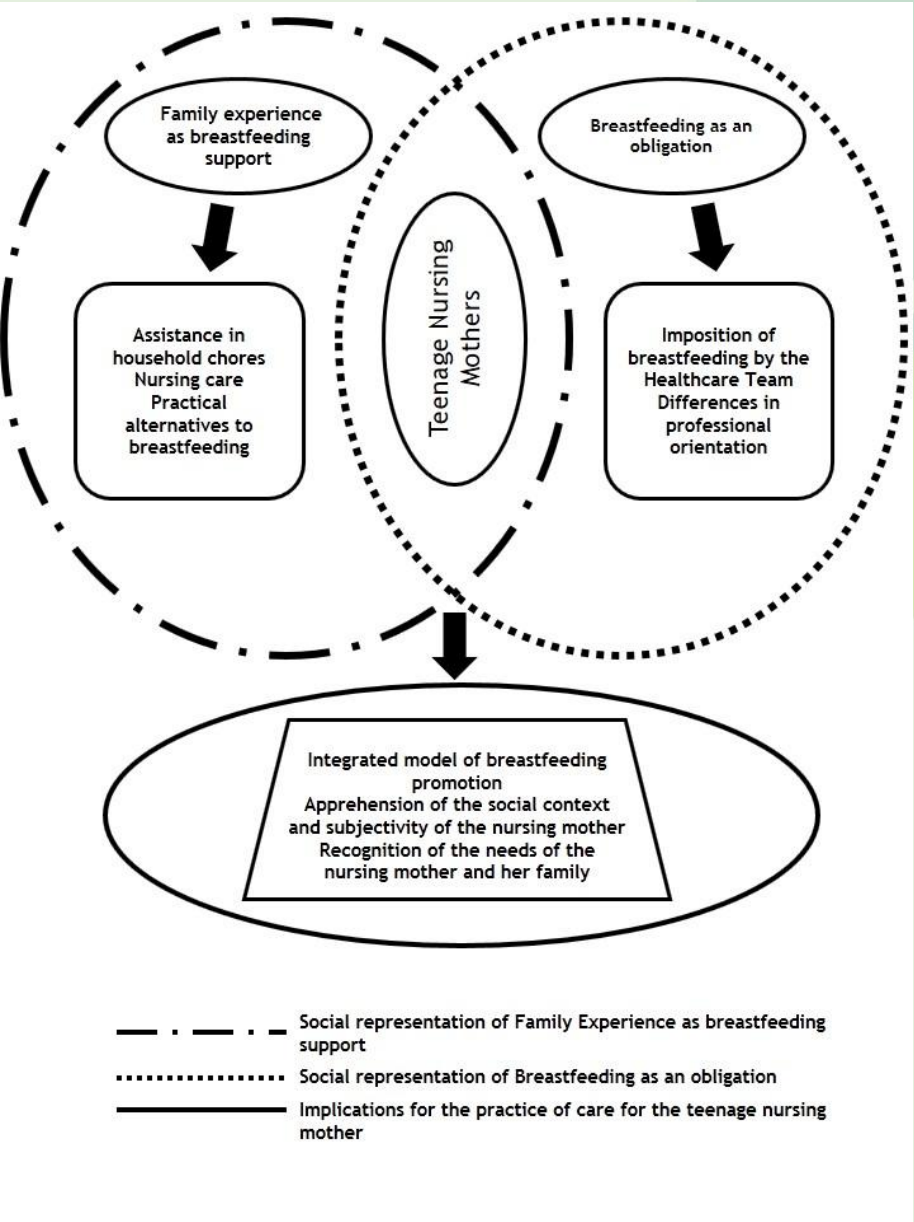 Family experience
as breastfeeding
support
Breastfeeding as an
obligation
Teenage Nursing
Mothers
Assistance in
household chores
Nursing care
Practical
alternatives to
breastfeeding
Imposition of
breastfeeding by the
Healthcare Team
Differences in
professional
orientation
Integrated model of breastfeeding
promotion
Apprehension of the social context
and subjectivity of the nursing mother
Recognition of the needs of the
nursing mother and her family
Social representation of Family Experience as breastfeeding
support
Social representation of Breastfeeding as an obligation
Implications for the practice of care for the teenage nursing
mother